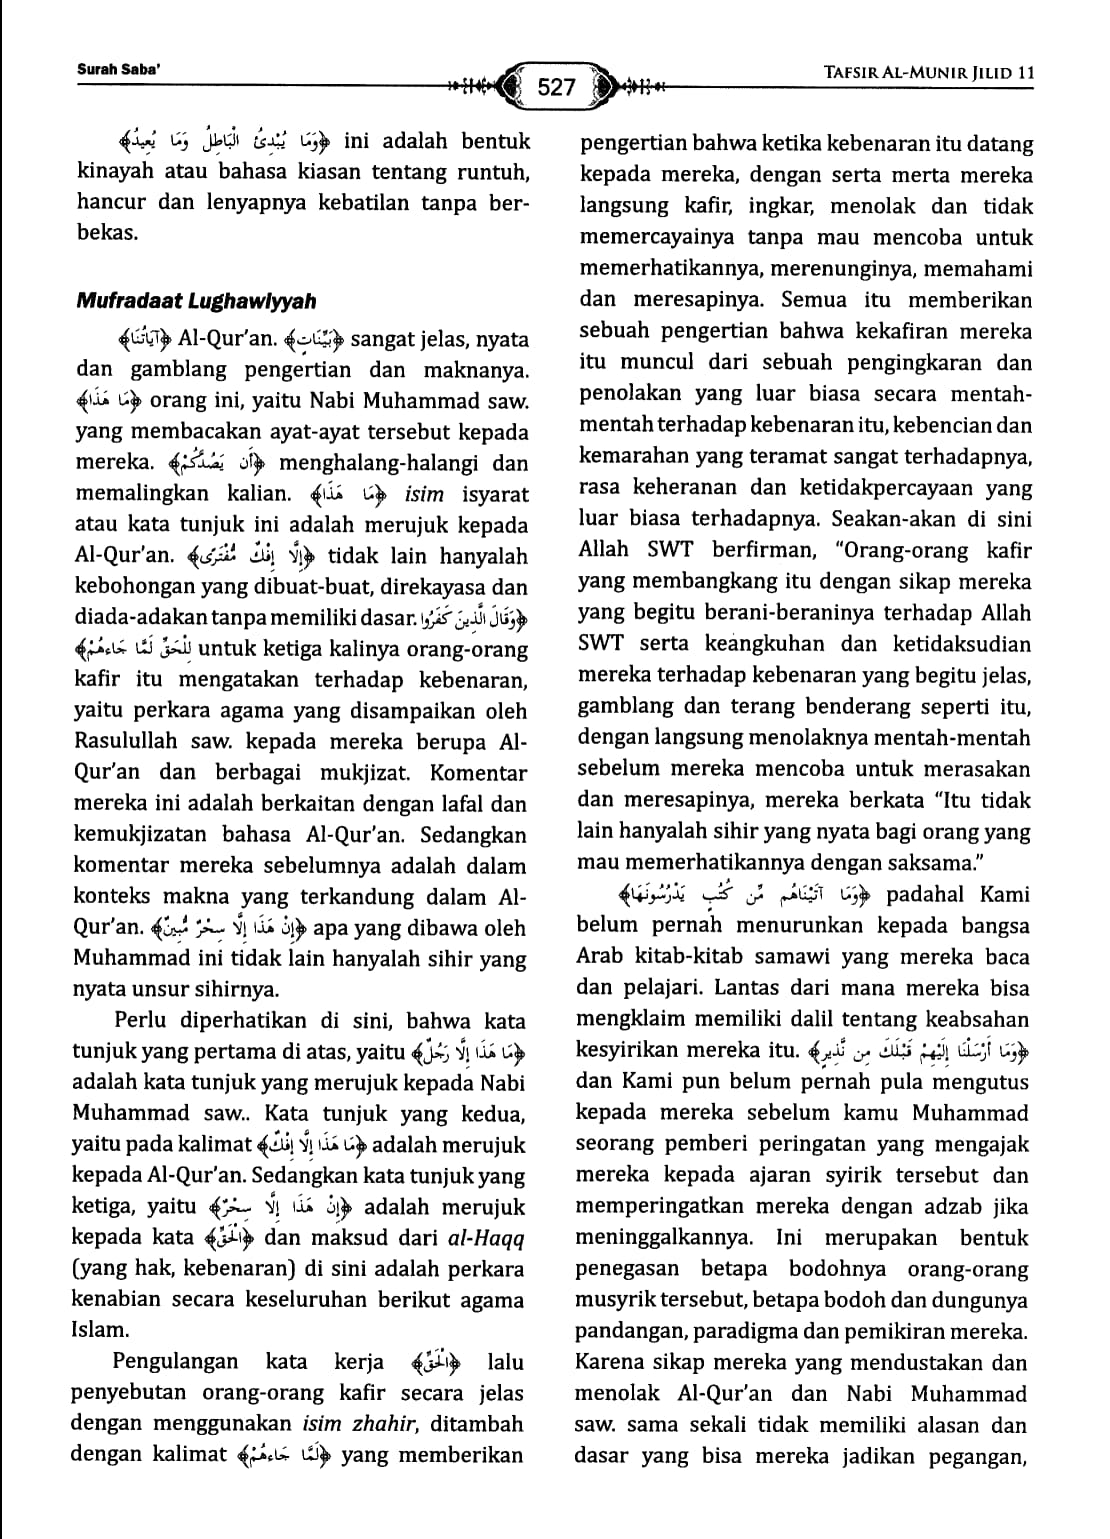 Surah Saba’
527
TAFSIR AL-MUNIR JILID 11
﴿وَمَا يُبْدِئُ الْبَاطِلُ وَمَا يُعِيدُ﴾ ini adalah bentuk
kinayah atau bahasa kiasan tentang runtuh,
hancur dan lenyapnya kebatilan tanpa ber-
bekas.
Mufradaat Lughawiyyah
﴿آيَاتُنَا﴾ Al-Qur’an. ﴿بَيِّنَاتٍ﴾ sangat jelas, nyata
dan gamblang pengertian dan maknanya.
﴿مَا هَٰذَا﴾ orang ini, yaitu Nabi Muhammad saw.
yang membacakan ayat-ayat tersebut kepada
mereka. ﴿أَن يَصُدَّكُمْ﴾ menghalang-halangi dan
memalingkan kalian. ﴿مَا هَٰذَا﴾ isim isyarat
atau kata tunjuk ini adalah merujuk kepada
Al-Qur’an. ﴿إِلَّا إِفْكٌ مُّفْتَرًى﴾ tidak lain hanyalah
kebohongan yang dibuat-buat, direkayasa dan
diada-adakan tanpa memiliki dasar. ﴿وَقَالَ الَّذِينَ كَفَرُوا
لِلْحَقِّ لَمَّا جَاءَهُمْ﴾ untuk ketiga kalinya orang-orang
kafir itu mengatakan terhadap kebenaran,
yaitu perkara agama yang disampaikan oleh
Rasulullah saw. kepada mereka berupa Al-
Qur’an dan berbagai mukjizat. Komentar
mereka ini adalah berkaitan dengan lafal dan
kemukjizatan bahasa Al-Qur’an. Sedangkan
komentar mereka sebelumnya adalah dalam
konteks makna yang terkandung dalam Al-
Qur’an. ﴿إِنْ هَٰذَا إِلَّا سِحْرٌ مُّبِينٌ﴾ apa yang dibawa oleh
Muhammad ini tidak lain hanyalah sihir yang
nyata unsur sihirnya.
Perlu diperhatikan di sini, bahwa kata
tunjuk yang pertama di atas, yaitu ﴿مَا هَٰذَا إِلَّا رَجُلٌ﴾
adalah kata tunjuk yang merujuk kepada Nabi
Muhammad saw.. Kata tunjuk yang kedua,
yaitu pada kalimat ﴿مَا هَٰذَا إِلَّا إِفْكٌ﴾ adalah merujuk
kepada Al-Qur’an. Sedangkan kata tunjuk yang
ketiga, yaitu ﴿إِنْ هَٰذَا إِلَّا سِحْرٌ﴾ adalah merujuk
kepada kata ﴿الْحَقِّ﴾ dan maksud dari al-Haqq
(yang hak, kebenaran) di sini adalah perkara
kenabian secara keseluruhan berikut agama
Islam.
Pengulangan kata kerja ﴿الْحَقِّ﴾ lalu
penyebutan orang-orang kafir secara jelas
dengan menggunakan isim zhahir, ditambah
dengan kalimat ﴿لَمَّا جَاءَهُمْ﴾ yang memberikan
pengertian bahwa ketika kebenaran itu datang
kepada mereka, dengan serta merta mereka
langsung kafir, ingkar, menolak dan tidak
memercayainya tanpa mau mencoba untuk
memerhatikannya, merenunginya, memahami
dan meresapinya. Semua itu memberikan
sebuah pengertian bahwa kekafiran mereka
itu muncul dari sebuah pengingkaran dan
penolakan yang luar biasa secara mentah-
mentah terhadap kebenaran itu, kebencian dan
kemarahan yang teramat sangat terhadapnya,
rasa keheranan dan ketidakpercayaan yang
luar biasa terhadapnya. Seakan-akan di sini
Allah SWT berfirman, “Orang-orang kafir
yang membangkang itu dengan sikap mereka
yang begitu berani-beraninya terhadap Allah
SWT serta keangkuhan dan ketidaksudian
mereka terhadap kebenaran yang begitu jelas,
gamblang dan terang benderang seperti itu,
dengan langsung menolaknya mentah-mentah
sebelum mereka mencoba untuk merasakan
dan meresapinya, mereka berkata “Itu tidak
lain hanyalah sihir yang nyata bagi orang yang
mau memerhatikannya dengan saksama.”
﴿وَمَا آتَيْنَاهُم مِّن كُتُبٍ يَدْرُسُونَهَا﴾ padahal Kami
belum pernah menurunkan kepada bangsa
Arab kitab-kitab samawi yang mereka baca
dan pelajari. Lantas dari mana mereka bisa
mengklaim memiliki dalil tentang keabsahan
kesyirikan mereka itu. ﴿وَمَا أَرْسَلْنَا إِلَيْهِمْ قَبْلَكَ مِن نَّذِيرٍ﴾
dan Kami pun belum pernah pula mengutus
kepada mereka sebelum kamu Muhammad
seorang pemberi peringatan yang mengajak
mereka kepada ajaran syirik tersebut dan
memperingatkan mereka dengan adzab jika
meninggalkannya. Ini merupakan bentuk
penegasan betapa bodohnya orang-orang
musyrik tersebut, betapa bodoh dan dungunya
pandangan, paradigma dan pemikiran mereka.
Karena sikap mereka yang mendustakan dan
menolak Al-Qur’an dan Nabi Muhammad
saw. sama sekali tidak memiliki alasan dan
dasar yang bisa mereka jadikan pegangan,